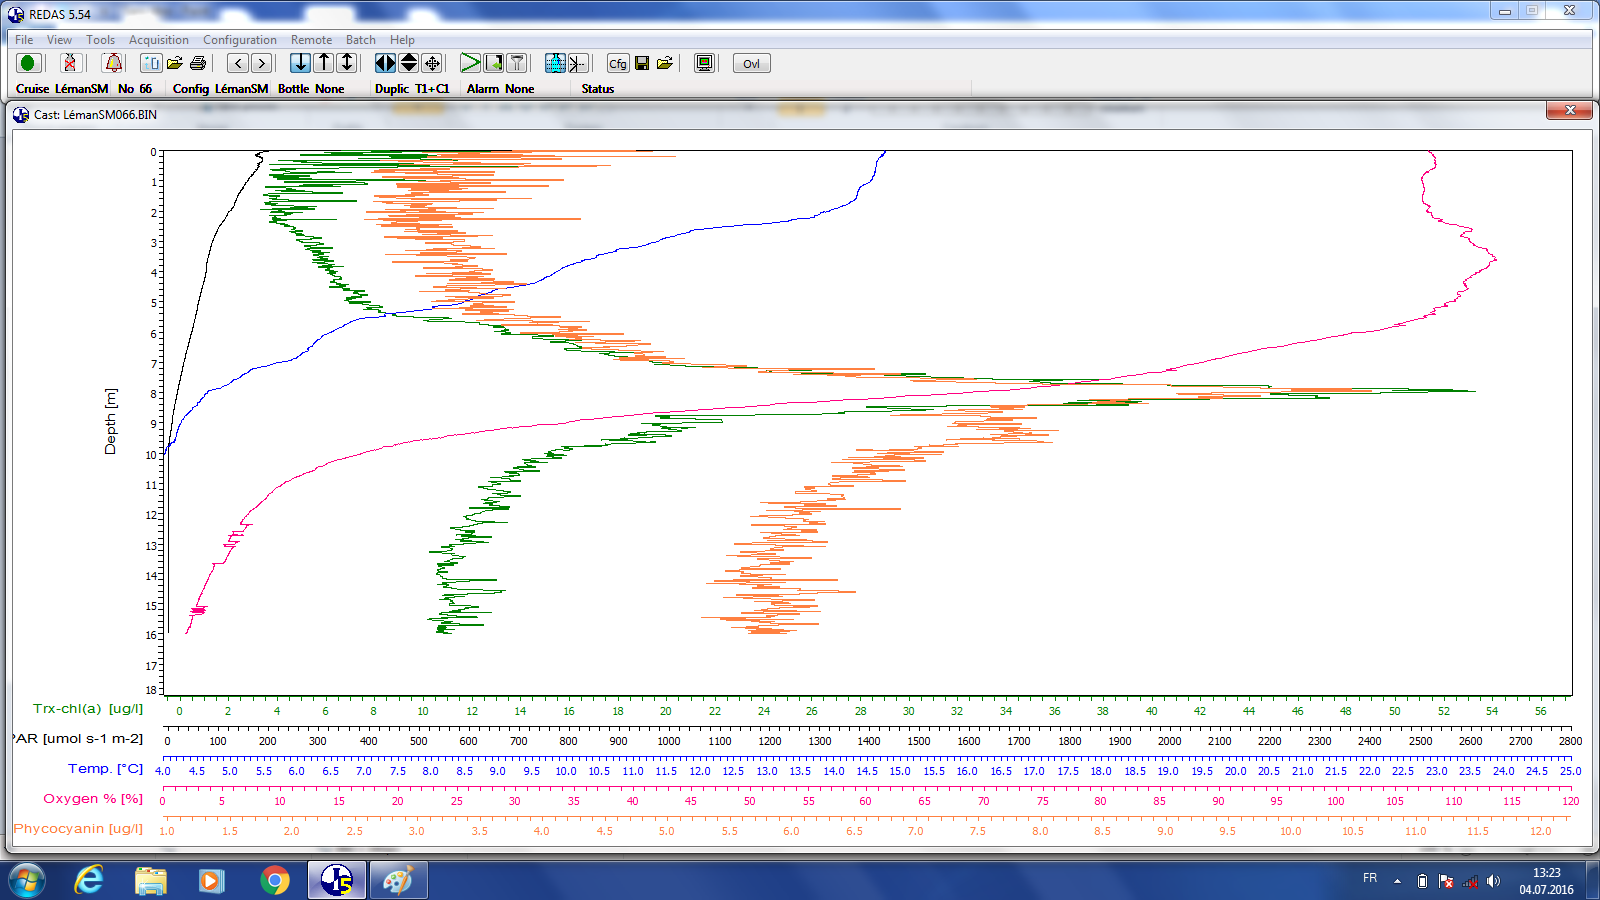 REDAS 5.54
File View Tools Acquisition Configuration Remote Batch Help
Cfg Ovl
Cruise LémanSM No 66 Config LémanSM Bottle None Duplic T1+C1 Alarm None Status
Cast: LémanSM066.BIN
0
1
2
3
4
5
6
7
8
9
10
11
12
13
14
15
16
17
18
Depth [m]
Trx-chl(a) [ug/l] 0 2 4 6 8 10 12 14 16 18 20 22 24 26 28 30 32 34 36 38 40 42 44 46 48 50 52 54 56
PAR [umol s-1 m-2] 0 100 200 300 400 500 600 700 800 900 1000 1100 1200 1300 1400 1500 1600 1700 1800 1900 2000 2100 2200 2300 2400 2500 2600 2700 2800
Temp. [°C] 4.0 4.5 5.0 5.5 6.0 6.5 7.0 7.5 8.0 8.5 9.0 9.5 10.0 10.5 11.0 11.5 12.0 12.5 13.0 13.5 14.0 14.5 15.0 15.5 16.0 16.5 17.0 17.5 18.0 18.5 19.0 19.5 20.0 20.5 21.0 21.5 22.0 22.5 23.0 23.5 24.0 24.5 25.0
Oxygen % [%] 0 5 10 15 20 25 30 35 40 45 50 55 60 65 70 75 80 85 90 95 100 105 110 115 120
Phycocyanin [ug/l] 1.0 1.5 2.0 2.5 3.0 3.5 4.0 4.5 5.0 5.5 6.0 6.5 7.0 7.5 8.0 8.5 9.0 9.5 10.0 10.5 11.0 11.5 12.0
FR
13:23
04.07.2016